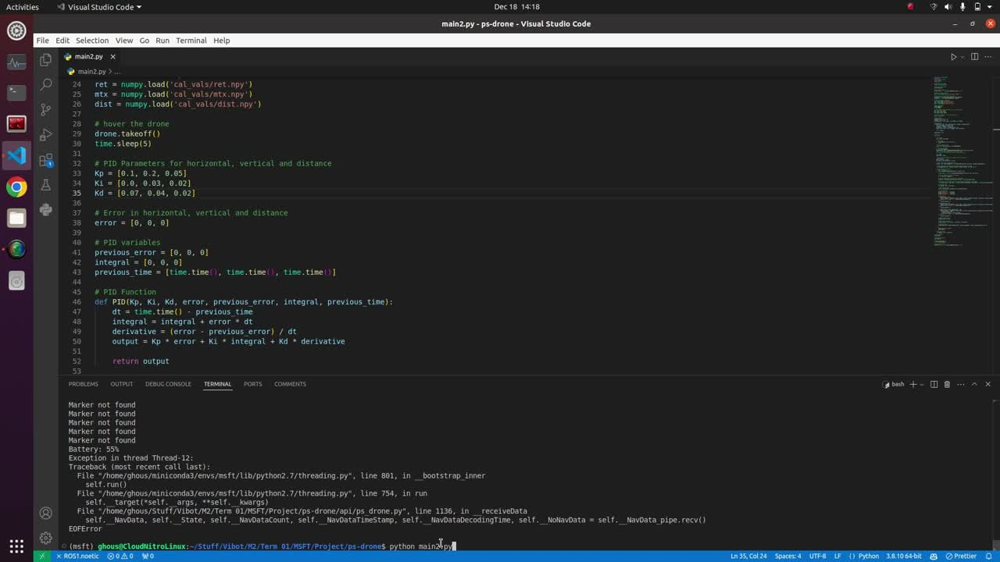 Activities
Visual Studio Code
Dec 18 14:18
main2.py - ps-drone - Visual Studio Code
File Edit Selection View Go Run Terminal Help
main2.py
main2.py > ...
24 ret = numpy.load('cal_vals/ret.npy')
25 mtx = numpy.load('cal_vals/mtx.npy')
26 dist = numpy.load('cal_vals/dist.npy')
27
28 # hover the drone
29 drone.takeoff()
30 time.sleep(5)
31
32 # PID Parameters for horizontal, vertical and distance
33 Kp = [0.1, 0.2, 0.05]
34 Ki = [0.0, 0.03, 0.02]
35 Kd = [0.07, 0.04, 0.02]
36
37 # Error in horizontal, vertical and distance
38 error = [0, 0, 0]
39
40 # PID variables
41 previous_error = [0, 0, 0]
42 integral = [0, 0, 0]
43 previous_time = [time.time(), time.time(), time.time()]
44
45 # PID Function
46 def PID(Kp, Ki, Kd, error, previous_error, integral, previous_time):
47 dt = time.time() - previous_time
48 integral = integral + error * dt
49 derivative = (error - previous_error) / dt
50 output = Kp * error + Ki * integral + Kd * derivative
51
52 return output
53
PROBLEMS OUTPUT DEBUG CONSOLE TERMINAL PORTS COMMENTS
bash
Marker not found
Marker not found
Marker not found
Marker not found
Marker not found
Battery: 55%
Exception in thread Thread-12:
Traceback (most recent call last):
File "/home/ghous/miniconda3/envs/msft/lib/python2.7/threading.py", line 801, in __bootstrap_inner
self.run()
File "/home/ghous/miniconda3/envs/msft/lib/python2.7/threading.py", line 754, in run
self.__target(*self.__args, **self.__kwargs)
File "/home/ghous/Stuff/Vibot/M2/Term 01/MSFT/Project/ps-drone/api/ps_drone.py", line 1136, in __receiveData
self.__NavData, self.__State, self.__NavDataCount, self.__NavDataTimeStamp, self.__NavDataDecodingTime, self.__NoNavData = self.__NavData_pipe.recv()
EOFError
(msft) ghous@CloudNitroLinux:~/Stuff/Vibot/M2/Term 01/MSFT/Project/ps-drone$ python main2.py
ROS1.noetic 0 0 0 Ln 35, Col 24 Spaces: 4 UTF-8 LF Python 3.8.10 64-bit Prettier